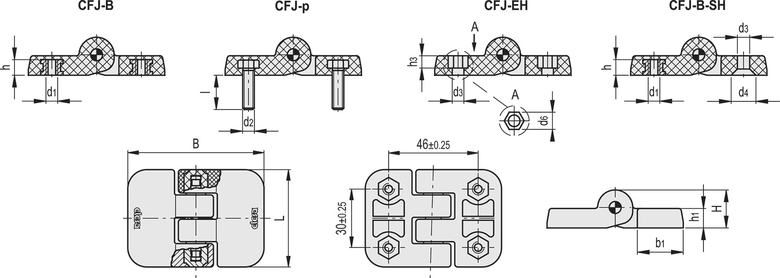 CFJ-B
CFJ-p
CFJ-EH
CFJ-B-SH
h
d1
l
d2
A
h3
d3
A
d6
d3
h
d1
d4
B
L
elesa
elesa
46±0.25
30±0.25
H
h1
b1